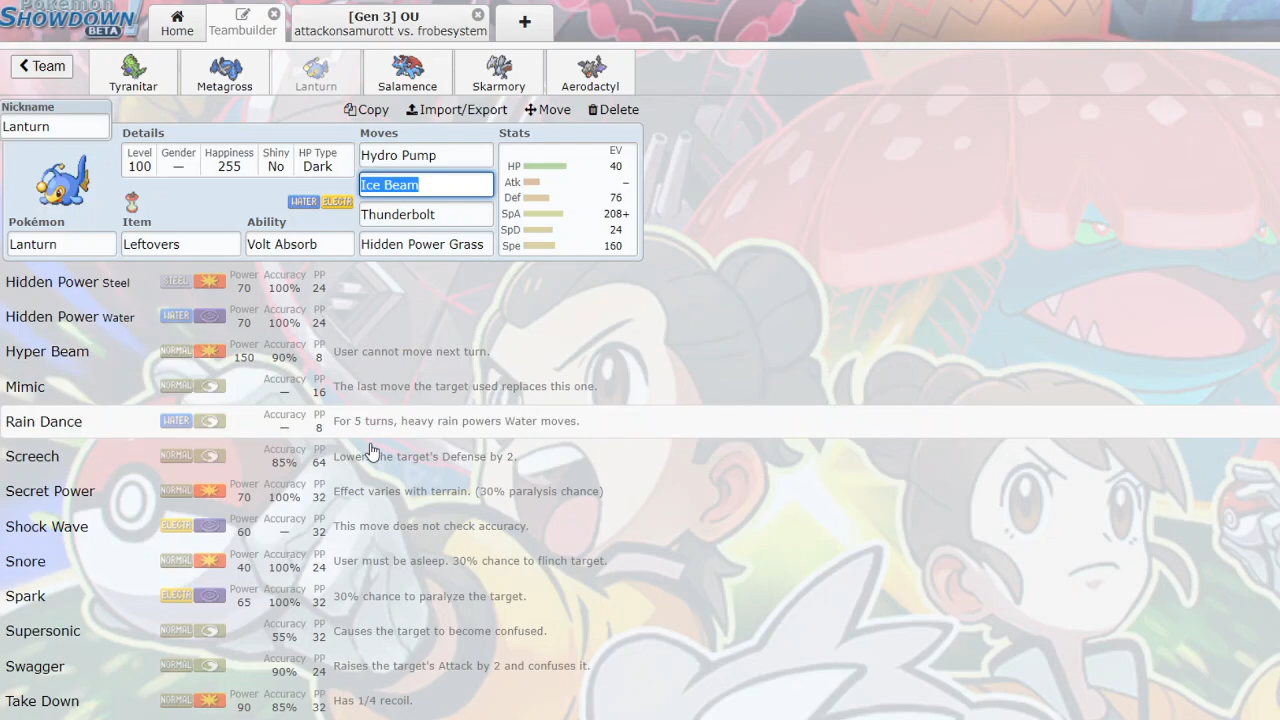 Pokémon
SHOWDOWN
BETA
Home
Teambuilder
[Gen 3] OU
attackonsamurott vs. frobesystem
+
< Team
Tyranitar
Metagross
Lanturn
Salamence
Skarmory
Aerodactyl
Copy Import/Export Move Delete
Nickname
Lanturn
Details
Level Gender Happiness Shiny HP Type
100 — 255 No Dark
WATER ELECTR
Pokémon Item Ability
Lanturn Leftovers Volt Absorb
Moves
Hydro Pump
Ice Beam
Thunderbolt
Hidden Power Grass
Stats
EV
HP 40
Atk –
Def 76
SpA 208+
SpD 24
Spe 160
Hidden Power Steel STEEL Power 70 Accuracy 100% PP 24
Hidden Power Water WATER Power 70 Accuracy 100% PP 24
Hyper Beam NORMAL Power 150 Accuracy 90% PP 8 User cannot move next turn.
Mimic NORMAL Accuracy — PP 16 The last move the target used replaces this one.
Rain Dance WATER Accuracy — PP 8 For 5 turns, heavy rain powers Water moves.
Screech NORMAL Accuracy 85% PP 64 Lowers the target's Defense by 2.
Secret Power NORMAL Power 70 Accuracy 100% PP 32 Effect varies with terrain. (30% paralysis chance)
Shock Wave ELECTR Power 60 Accuracy — PP 32 This move does not check accuracy.
Snore NORMAL Power 40 Accuracy 100% PP 24 User must be asleep. 30% chance to flinch target.
Spark ELECTR Power 65 Accuracy 100% PP 32 30% chance to paralyze the target.
Supersonic NORMAL Accuracy 55% PP 32 Causes the target to become confused.
Swagger NORMAL Accuracy 90% PP 24 Raises the target's Attack by 2 and confuses it.
Take Down NORMAL Power 90 Accuracy 85% PP 32 Has 1/4 recoil.